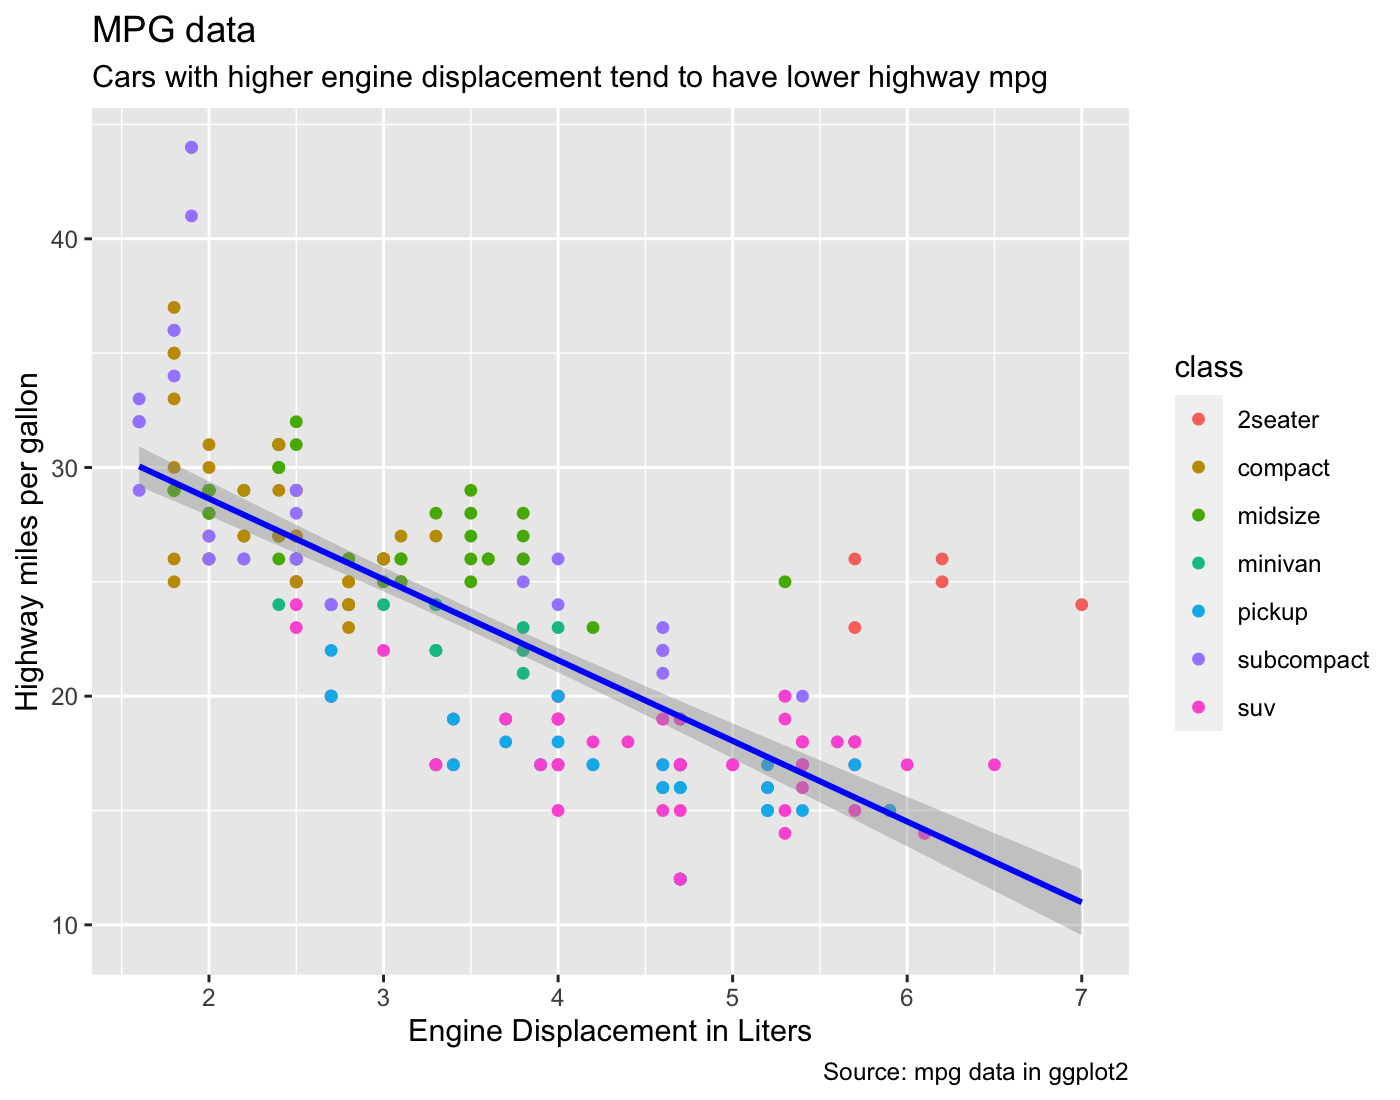 MPG data
Cars with higher engine displacement tend to have lower highway mpg
Highway miles per gallon
40
30
20
10
2 3 4 5 6 7
Engine Displacement in Liters
class
2seater
compact
midsize
minivan
pickup
subcompact
suv
Source: mpg data in ggplot2